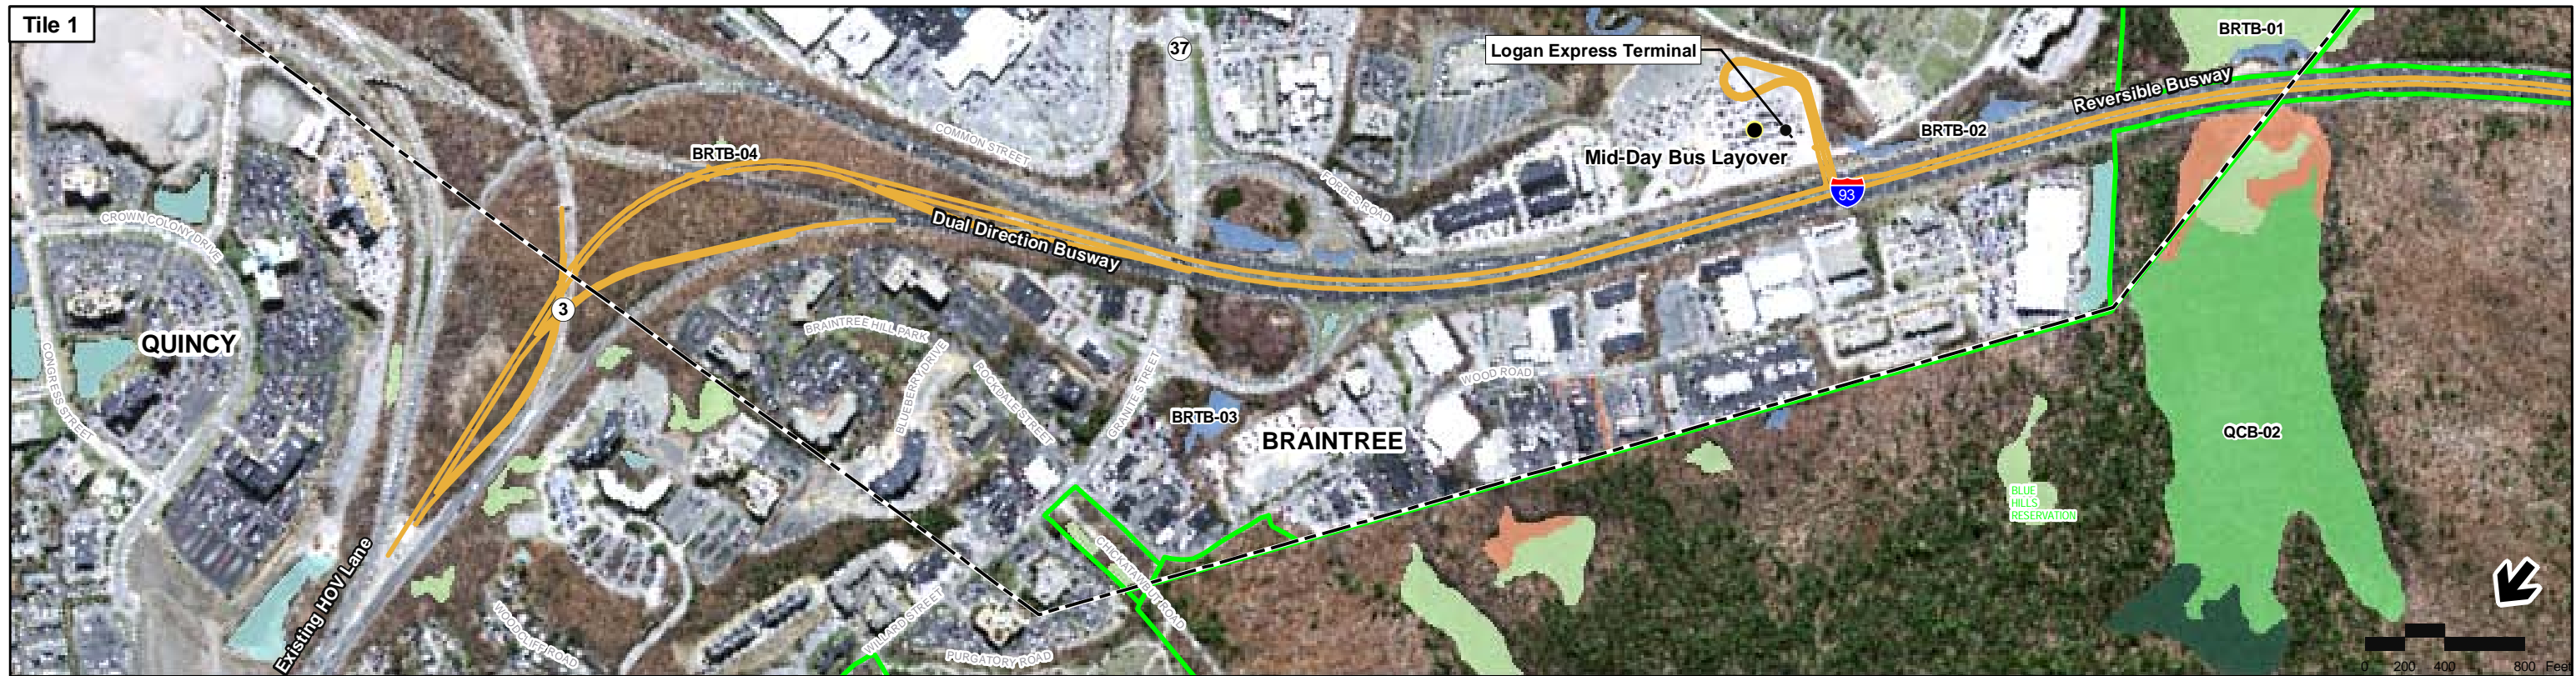 Tile 1
37
Logan Express Terminal
BRTB-01
Reversible Busway
COMMON STREET
BRTB-02
BRTB-04
Mid-Day Bus Layover
FORBES ROAD
93
CROWN COLONY DRIVE
Dual Direction Busway
3
QUINCY
BRAINTREE HILL PARK
CONGRESS STREET
BLUEBERRY DRIVE
ROCKDALE STREET
GRANITE STREET
WOOD ROAD
BRTB-03
BRAINTREE
QCB-02
BLUE
HILLS
RESERVATION
CHICKATAWBUT ROAD
Existing HOV Lane
WOODCLIFF ROAD
WILLARD STREET
PURGATORY ROAD
0 200 400 800 Feet